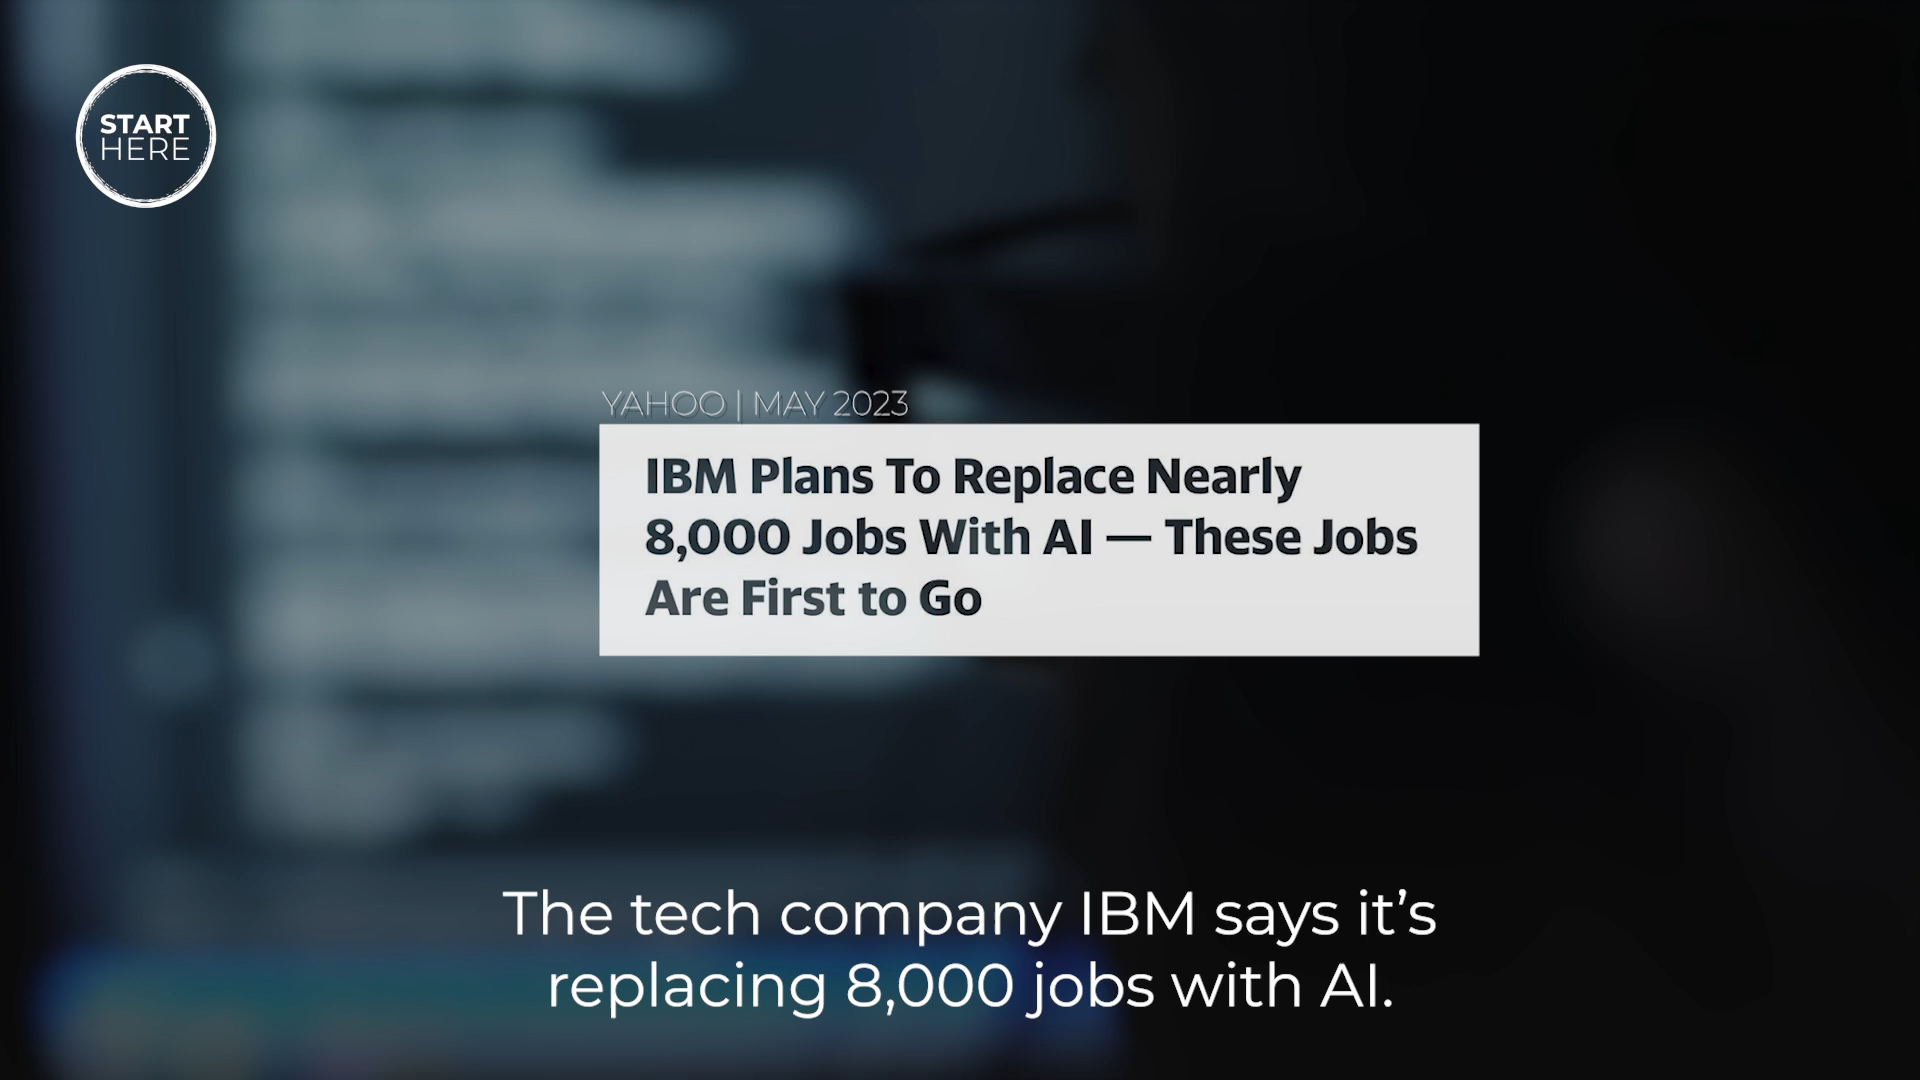 START
HERE
YAHOO | MAY 2023
IBM Plans To Replace Nearly
8,000 Jobs With AI — These Jobs
Are First to Go
The tech company IBM says it’s
replacing 8,000 jobs with AI.